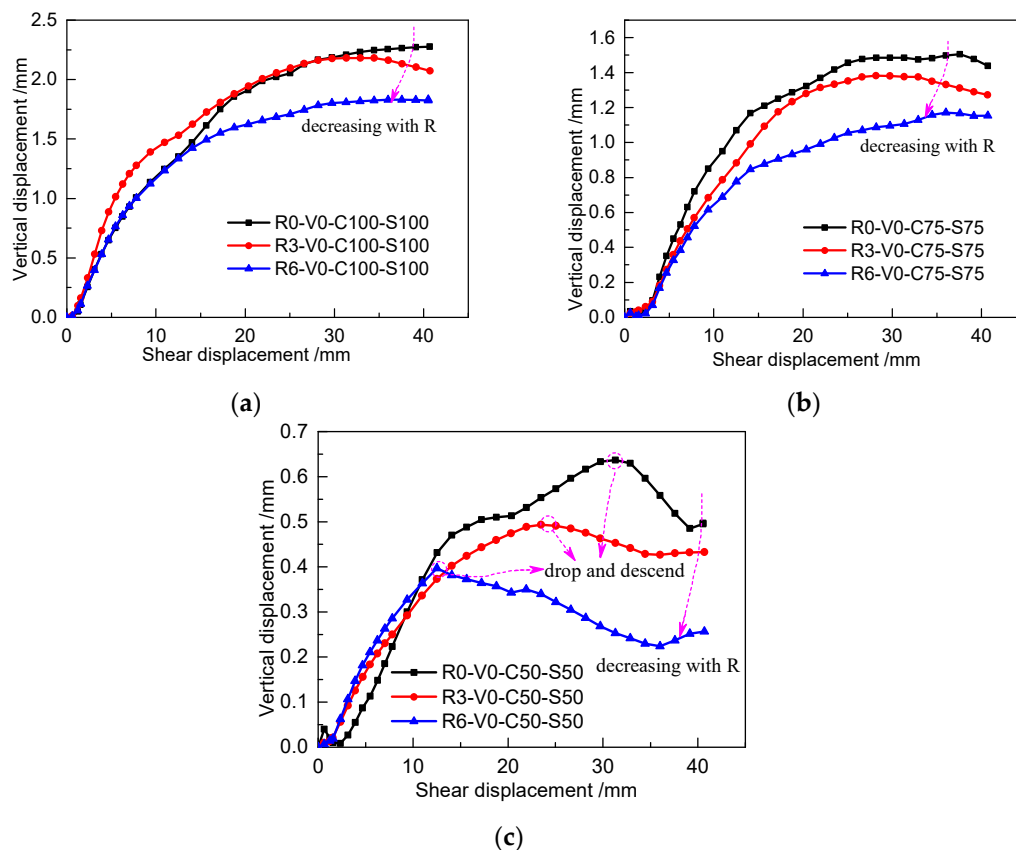 2.5
2.0
1.5
1.0
0.5
0.0
Vertical displacement /mm
decreasing with R
R0-V0-C100-S100
R3-V0-C100-S100
R6-V0-C100-S100
0 10 20 30 40
Shear displacement /mm
(a)
1.6
1.4
1.2
1.0
0.8
0.6
0.4
0.2
0.0
Vertical displacement /mm
decreasing with R
R0-V0-C75-S75
R3-V0-C75-S75
R6-V0-C75-S75
0 10 20 30 40
Shear displacement /mm
(b)
0.7
0.6
0.5
0.4
0.3
0.2
0.1
0.0
Vertical displacement /mm
drop and descend
decreasing with R
R0-V0-C50-S50
R3-V0-C50-S50
R6-V0-C50-S50
0 10 20 30 40
Shear displacement /mm
(c)